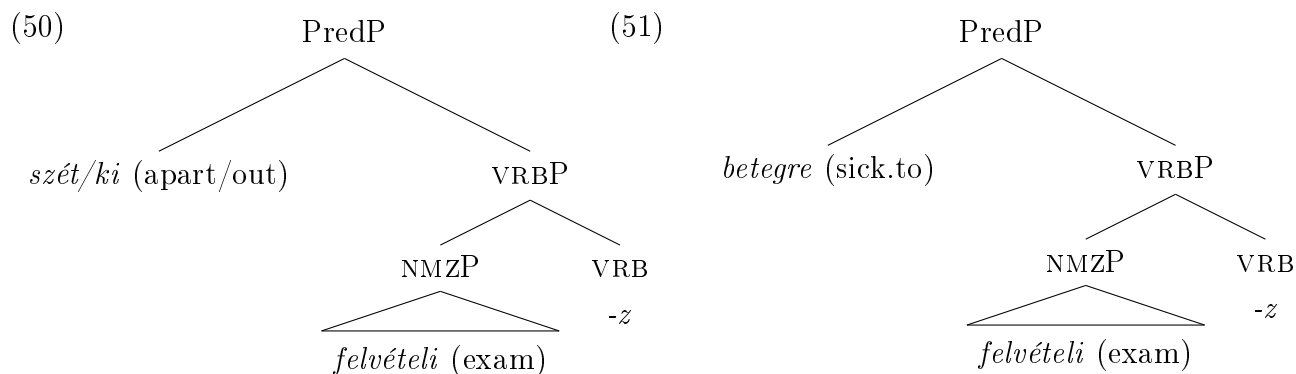 (50) PredP (51) PredP
szét/ki (apart/out) VRBP betegre (sick.to) VRBP
NMZP VRB NMZP VRB
-z -z
felvételi (exam) felvételi (exam)